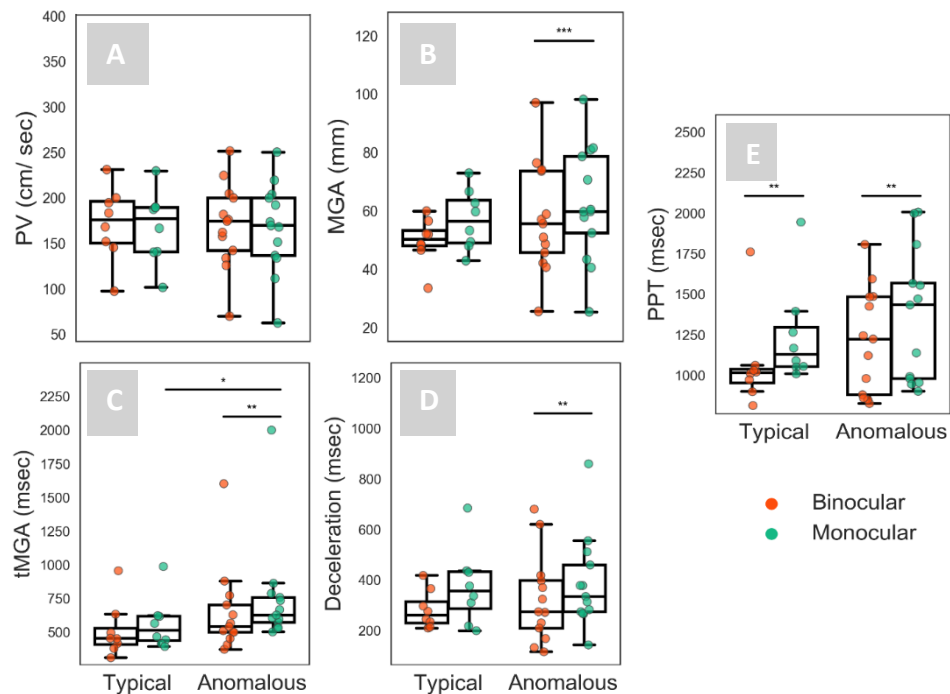 A
PV (cm/ sec)
400
350
300
250
200
150
100
50
B
MGA (mm)
120
100
80
60
40
20
***
C
tMGA (msec)
2250
2000
1750
1500
1250
1000
750
500
*
**
Typical Anomalous
D
Deceleration (msec)
1200
1000
800
600
400
200
**
Typical Anomalous
E
PPT (msec)
2500
2000
1500
1250
1000
** **
Typical Anomalous
Binocular
Monocular